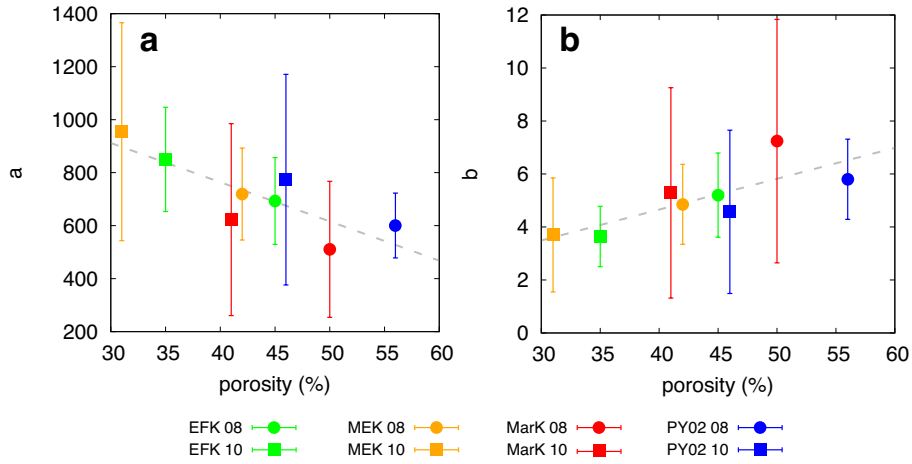 a
b
1400
1200
1000
800
600
400
200
a
30
35
40
45
50
55
60
porosity (%)
12
10
8
6
4
2
0
b
30
35
40
45
50
55
60
porosity (%)
EFK 08
MEK 08
MarK 08
PY02 08
EFK 10
MEK 10
MarK 10
PY02 10